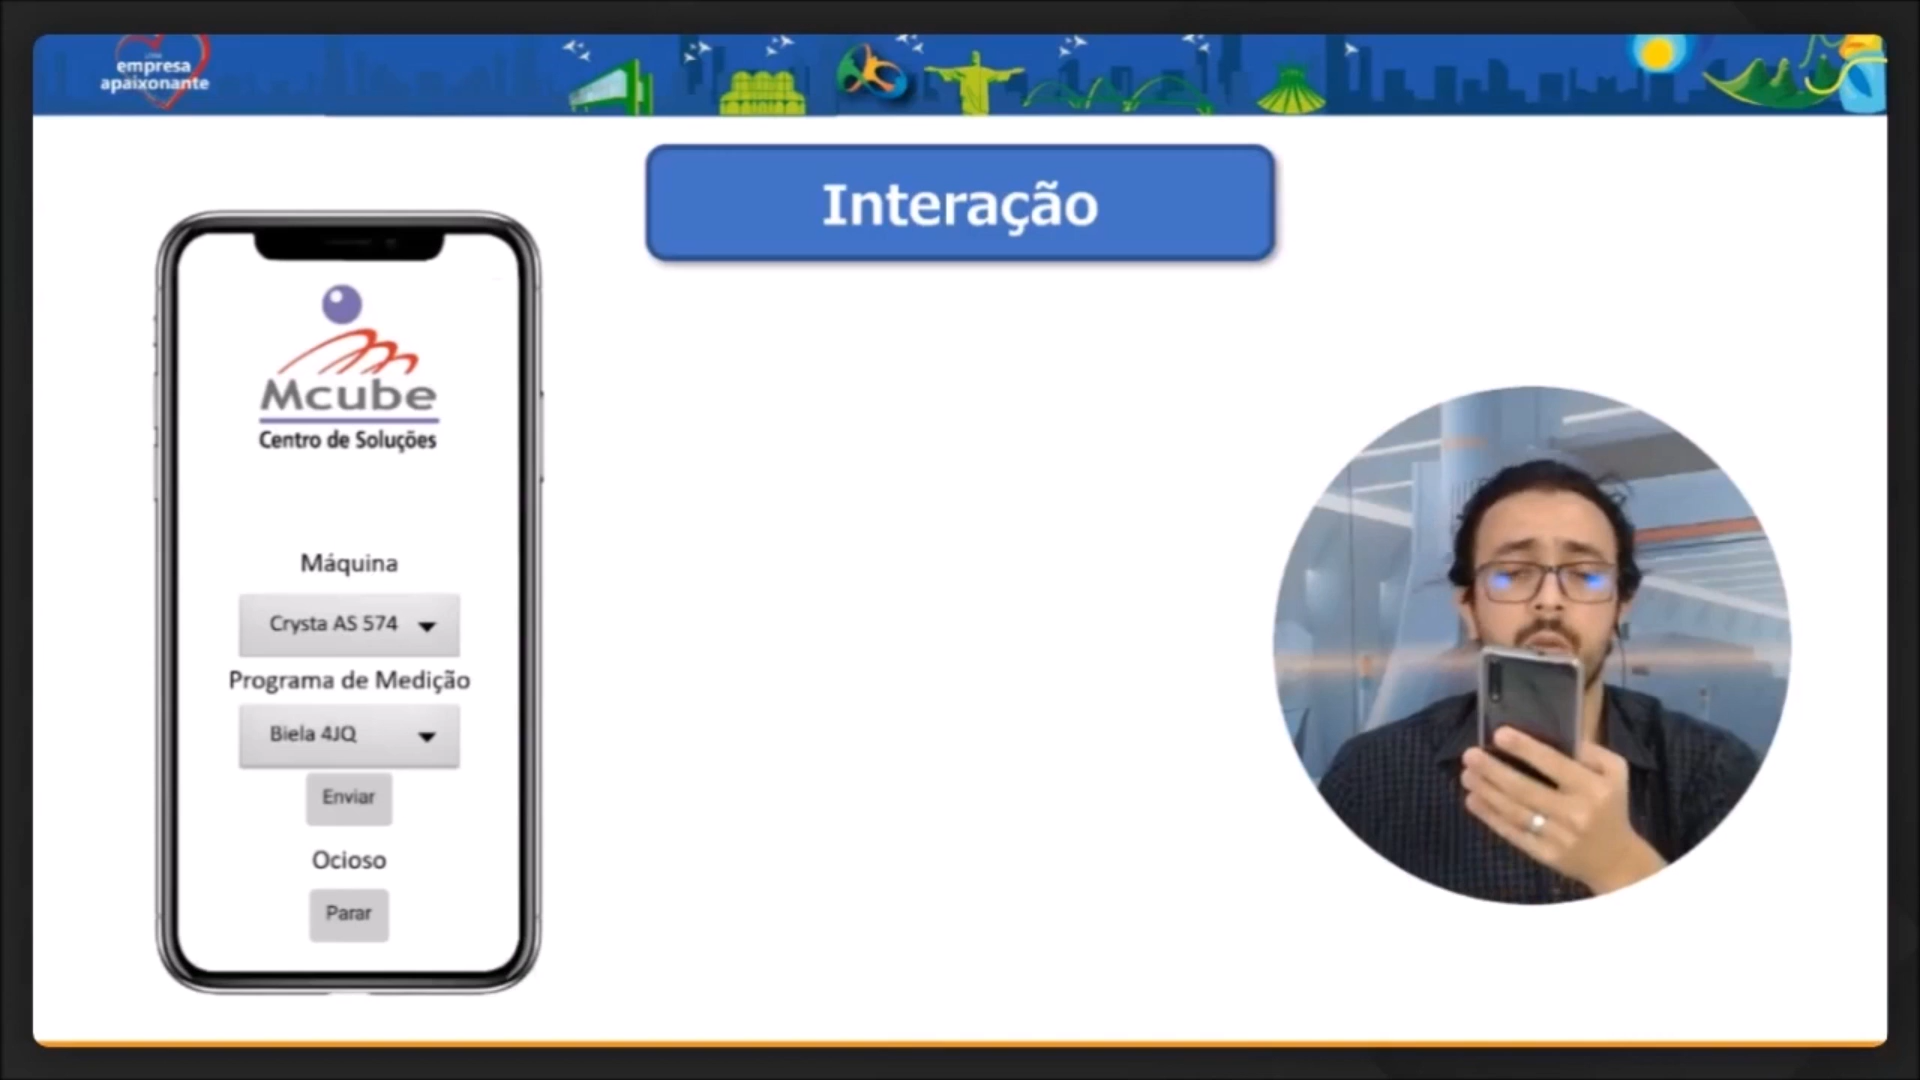 empresa
apaixonante
Interação
Mcube
Centro de Soluções
Máquina
Crysta AS 574
Programa de Medição
Biela 4JQ
Enviar
Ocioso
Parar